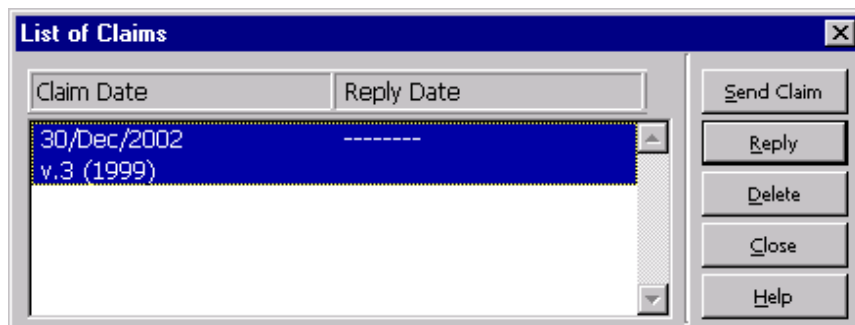 List of Claims
Claim Date Reply Date
30/Dec/2002 --------
v.3 (1999)
Send Claim
Reply
Delete
Close
Help